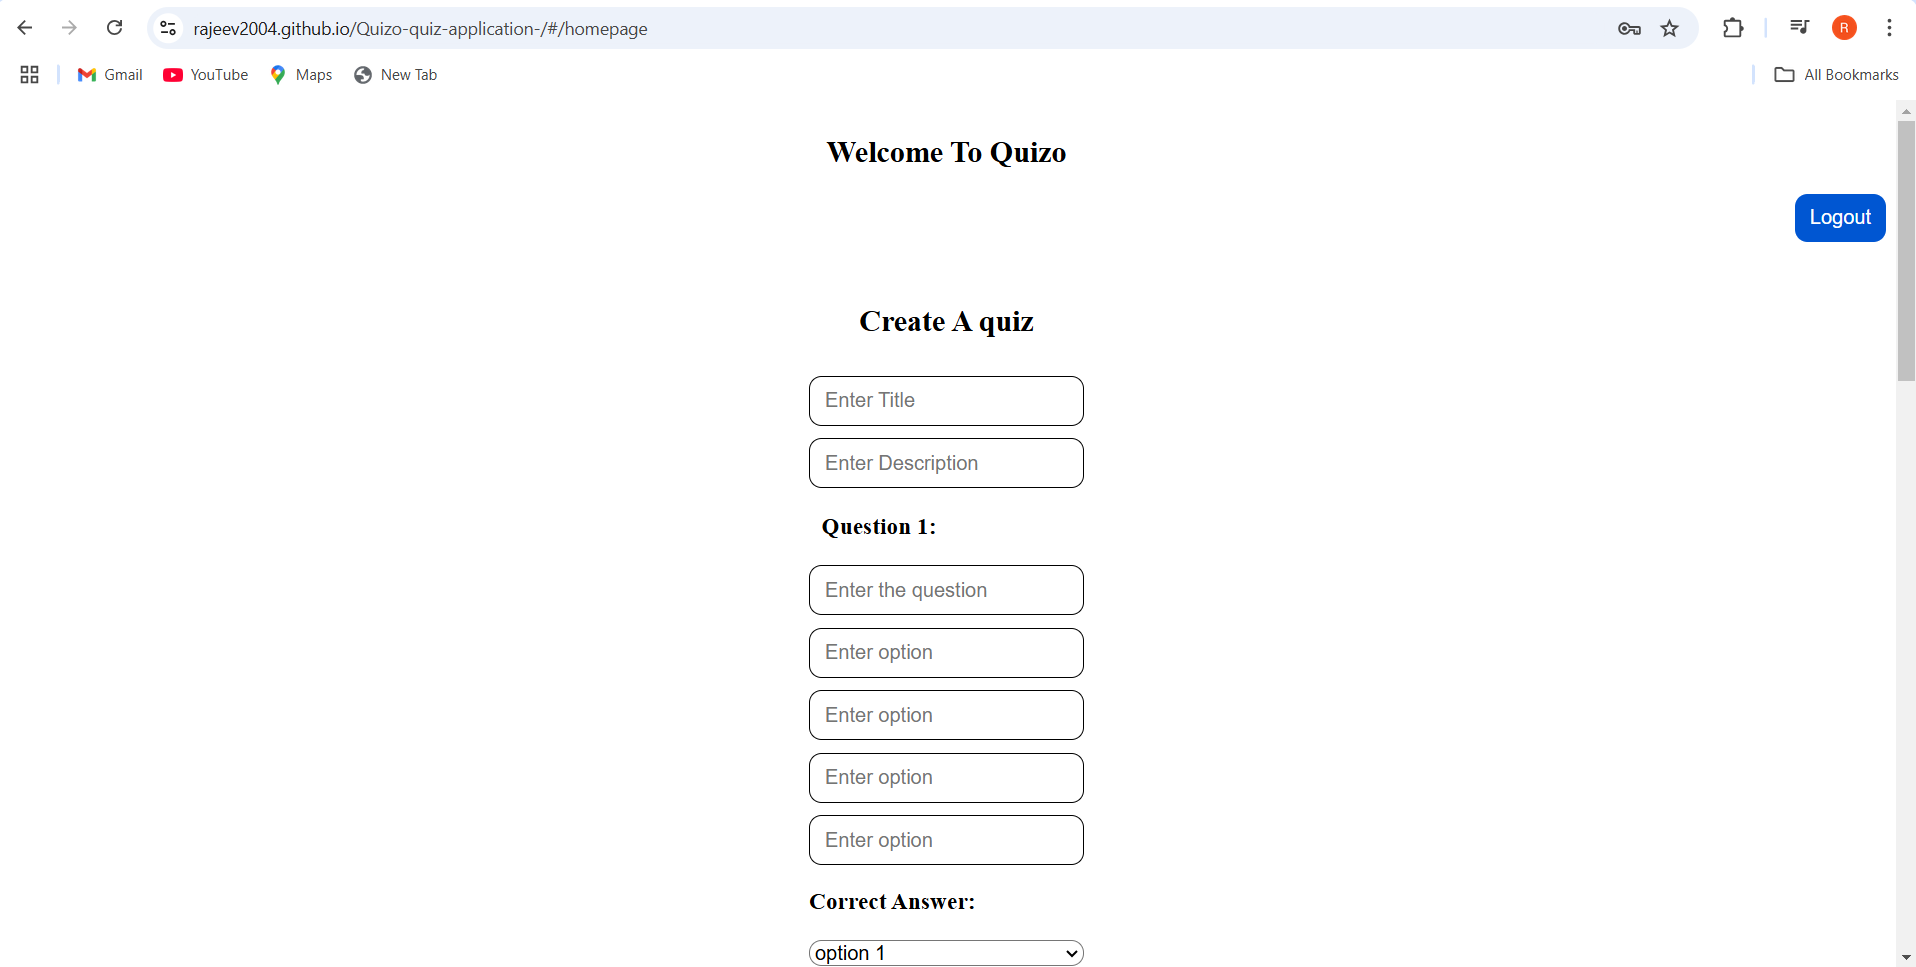 rajeev2004.github.io/Quizo-quiz-application-/#/homepage
R
Gmail
YouTube
Maps
New Tab
All Bookmarks
Welcome To Quizo
Logout
Create A quiz
Enter Title
Enter Description
Question 1:
Enter the question
Enter option
Enter option
Enter option
Enter option
Correct Answer:
option 1